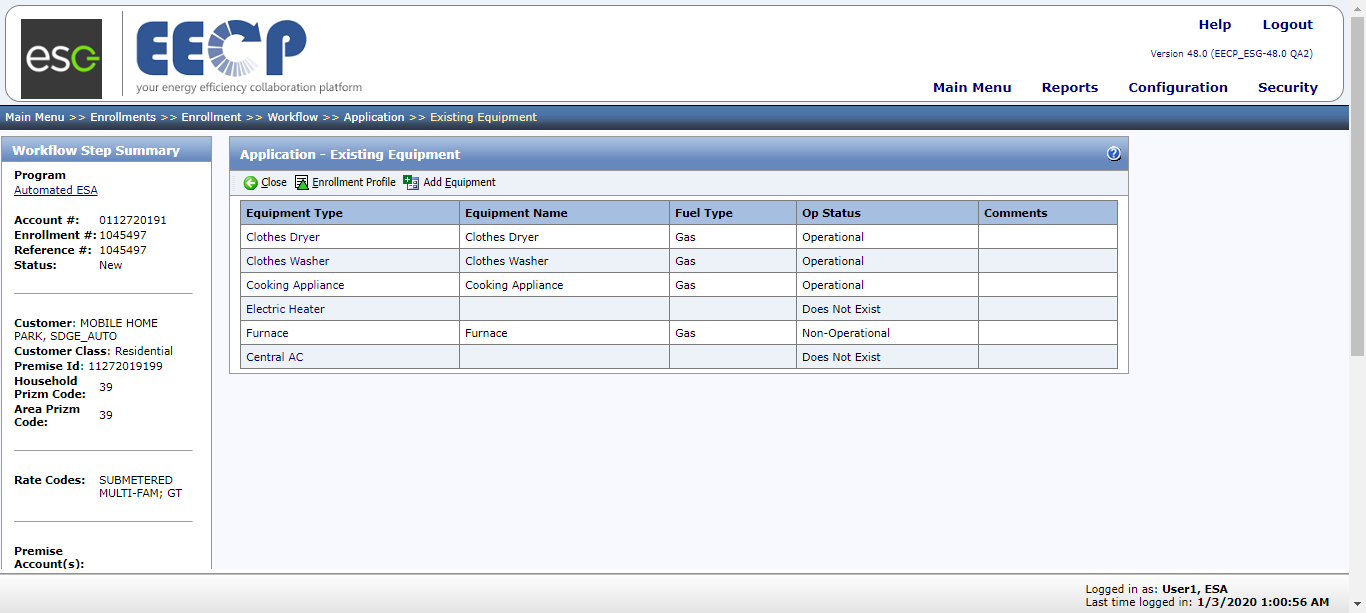 esc
EECP
your energy efficiency collaboration platform
Help Logout
Version 48.0 (EECP_ESG-48.0 QA2)
Main Menu Reports Configuration Security
Main Menu >> Enrollments >> Enrollment >> Workflow >> Application >> Existing Equipment
Workflow Step Summary
Program
Automated ESA
Account #: 0112720191
Enrollment #: 1045497
Reference #: 1045497
Status: New
Customer: MOBILE HOME
PARK, SDGE_AUTO
Customer Class: Residential
Premise Id: 11272019199
Household
Prizm Code: 39
Area Prizm
Code: 39
Rate Codes: SUBMETERED
MULTI-FAM; GT
Premise
Account(s):
Application - Existing Equipment
Close Enrollment Profile Add Equipment
Equipment Type Equipment Name Fuel Type Op Status Comments
Clothes Dryer Clothes Dryer Gas Operational
Clothes Washer Clothes Washer Gas Operational
Cooking Appliance Cooking Appliance Gas Operational
Electric Heater Does Not Exist
Furnace Furnace Gas Non-Operational
Central AC Does Not Exist
Logged in as: User1, ESA
Last time logged in: 1/3/2020 1:00:56 AM